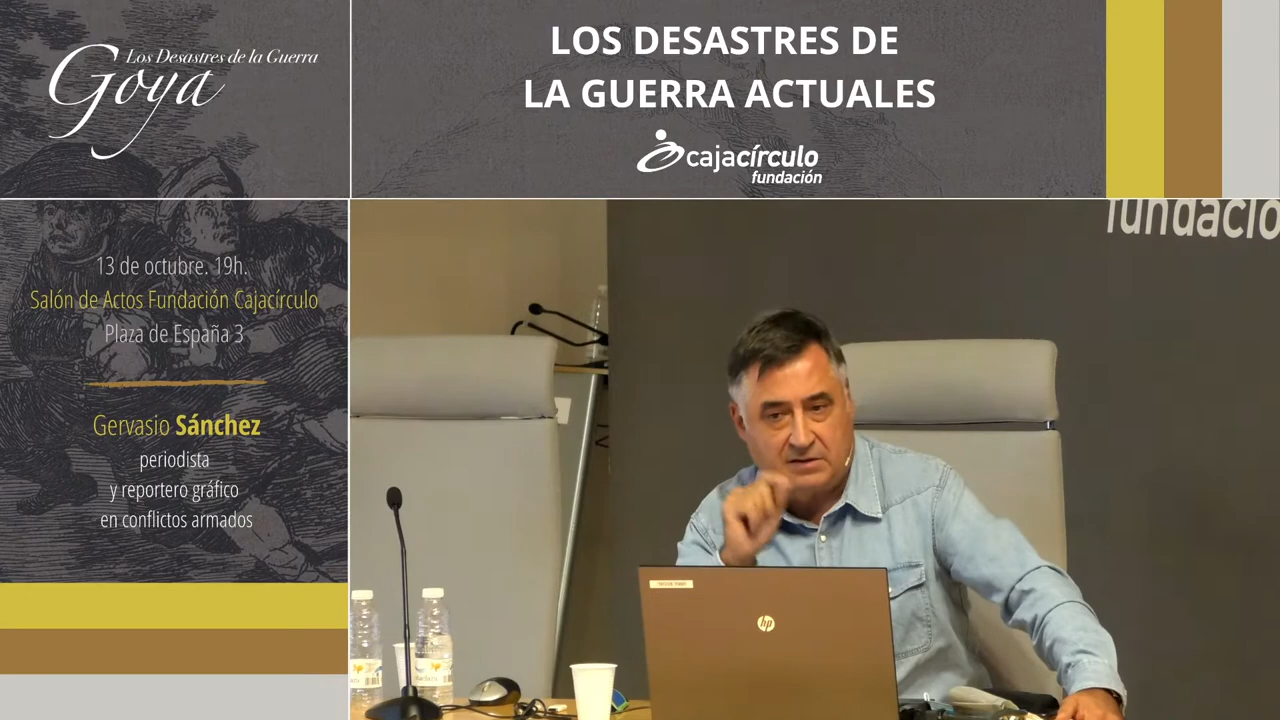 Los Desastres de la Guerra
Goya
LOS DESASTRES DE
LA GUERRA ACTUALES
cajacírculo
fundación
13 de octubre. 19h.
Salón de Actos Fundación Cajacírculo
Plaza de España 3
Gervasio Sánchez
periodista
y reportero gráfico
en conflictos armados
fundació
hp